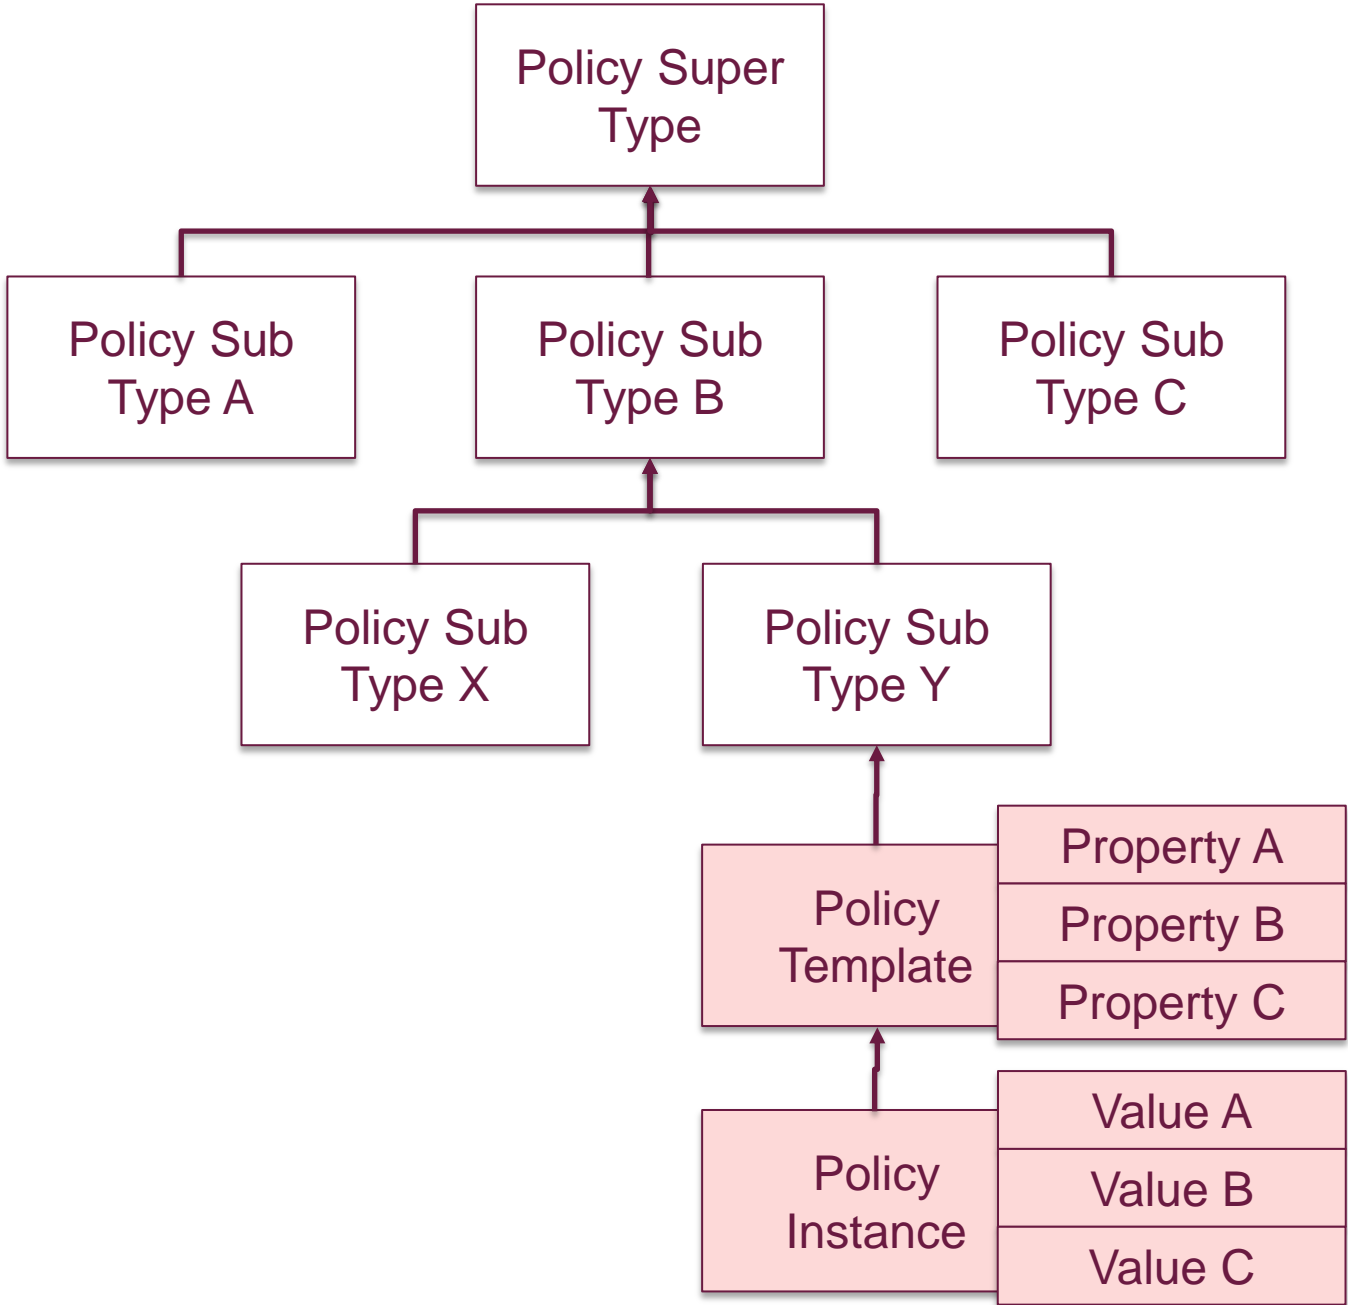 Policy Super
Type
Policy Sub
Type A
Policy Sub
Type B
Policy Sub
Type C
Policy Sub
Type X
Policy Sub
Type Y
Policy
Template
Property A
Property B
Property C
Policy
Instance
Value A
Value B
Value C